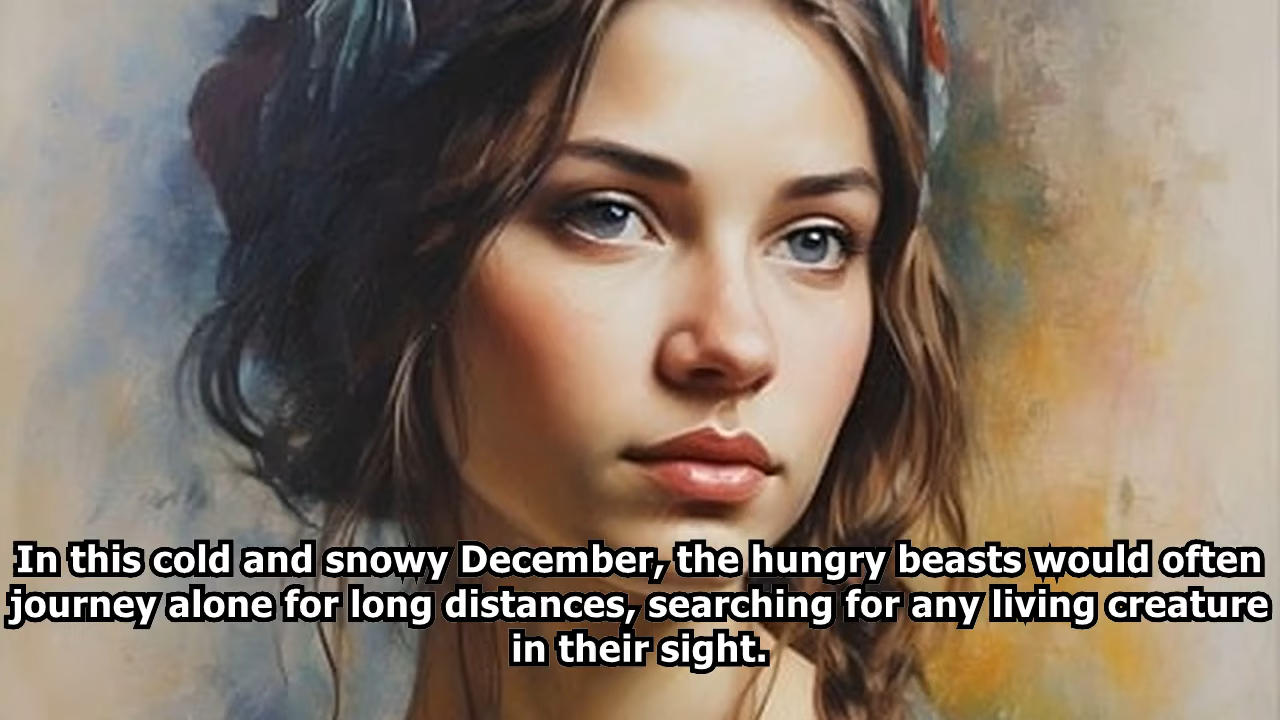 In this cold and snowy December, the hungry beasts would often
journey alone for long distances, searching for any living creature
in their sight.